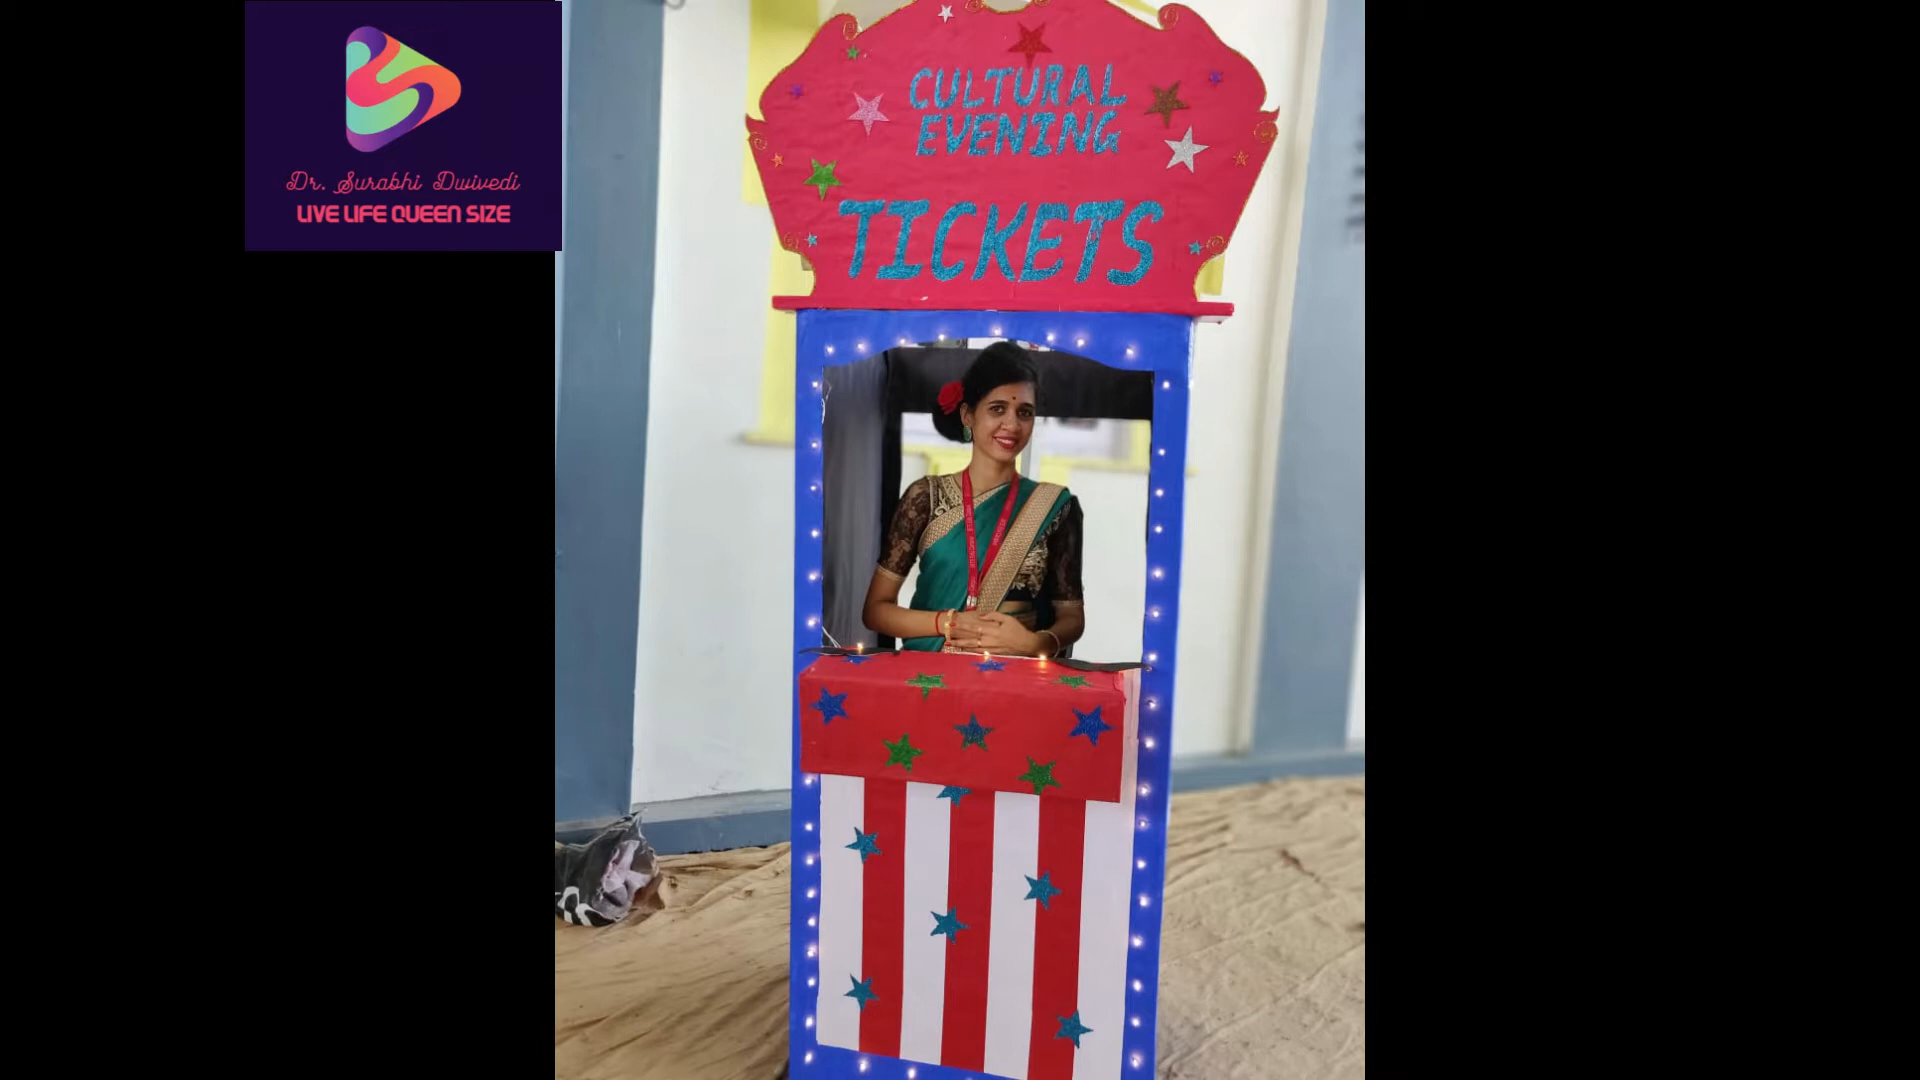 Dr. Surabhi Dwivedi
LIVE LIFE QUEEN SIZE
CULTURAL
EVENING
TICKETS